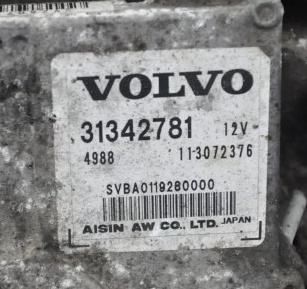 VOLVO
31342781 12V
4988 113072376
SVBA0119280000
AISIN AW CO., LTD. JAPAN